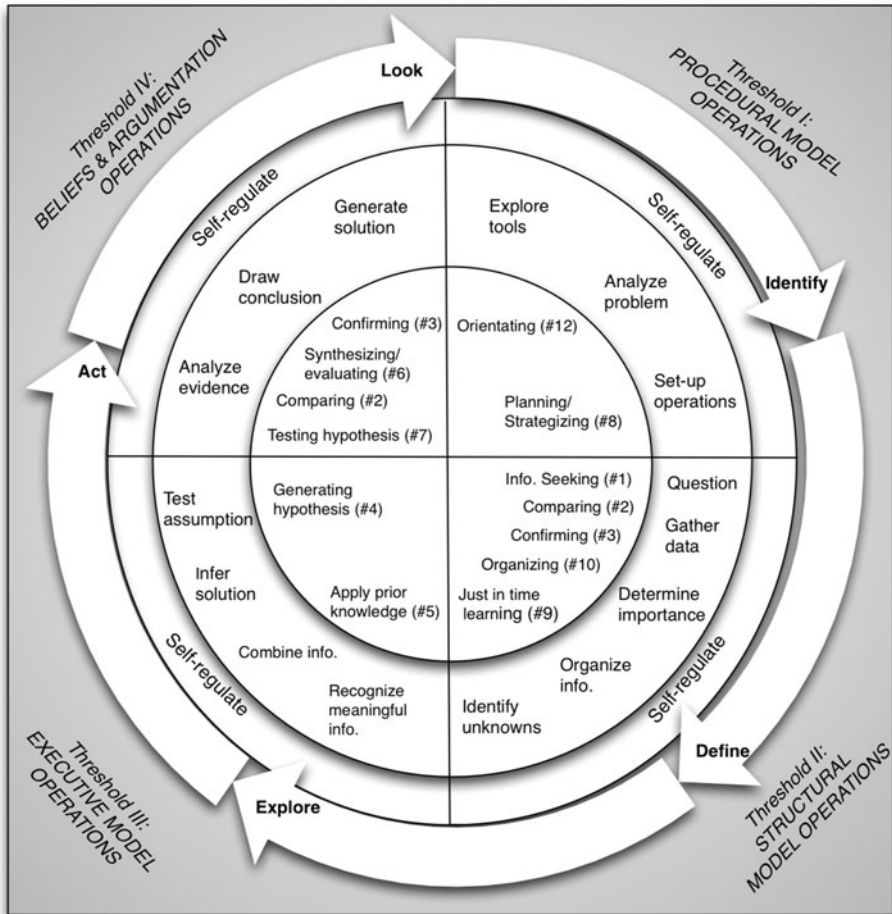 Threshold IV:
BELIEFS & ARGUMENTATION
OPERATIONS
Look
Threshold I:
PROCEDURAL MODEL
OPERATIONS
Self-regulate
Self-regulate
Generate
solution
Explore
tools
Draw
conclusion
Analyze
problem
Identify
Confirming (#3)
Orientating (#12)
Synthesizing/
evaluating (#6)
Analyze
evidence
Act
Comparing (#2)
Testing hypothesis (#7)
Planning/
Strategizing (#8)
Set-up
operations
Test
assumption
Generating
hypothesis (#4)
Info. Seeking (#1)
Comparing (#2)
Confirming (#3)
Organizing (#10)
Just in time
learning (#9)
Question
Gather
data
Determine
importance
Infer
solution
Apply prior
knowledge (#5)
Combine info.
Recognize
meaningful
info.
Identify
unknowns
Organize
info.
Self-regulate
Self-regulate
Define
Explore
Threshold III:
EXECUTIVE MODEL
OPERATIONS
Threshold II:
STRUCTURAL
MODEL OPERATIONS